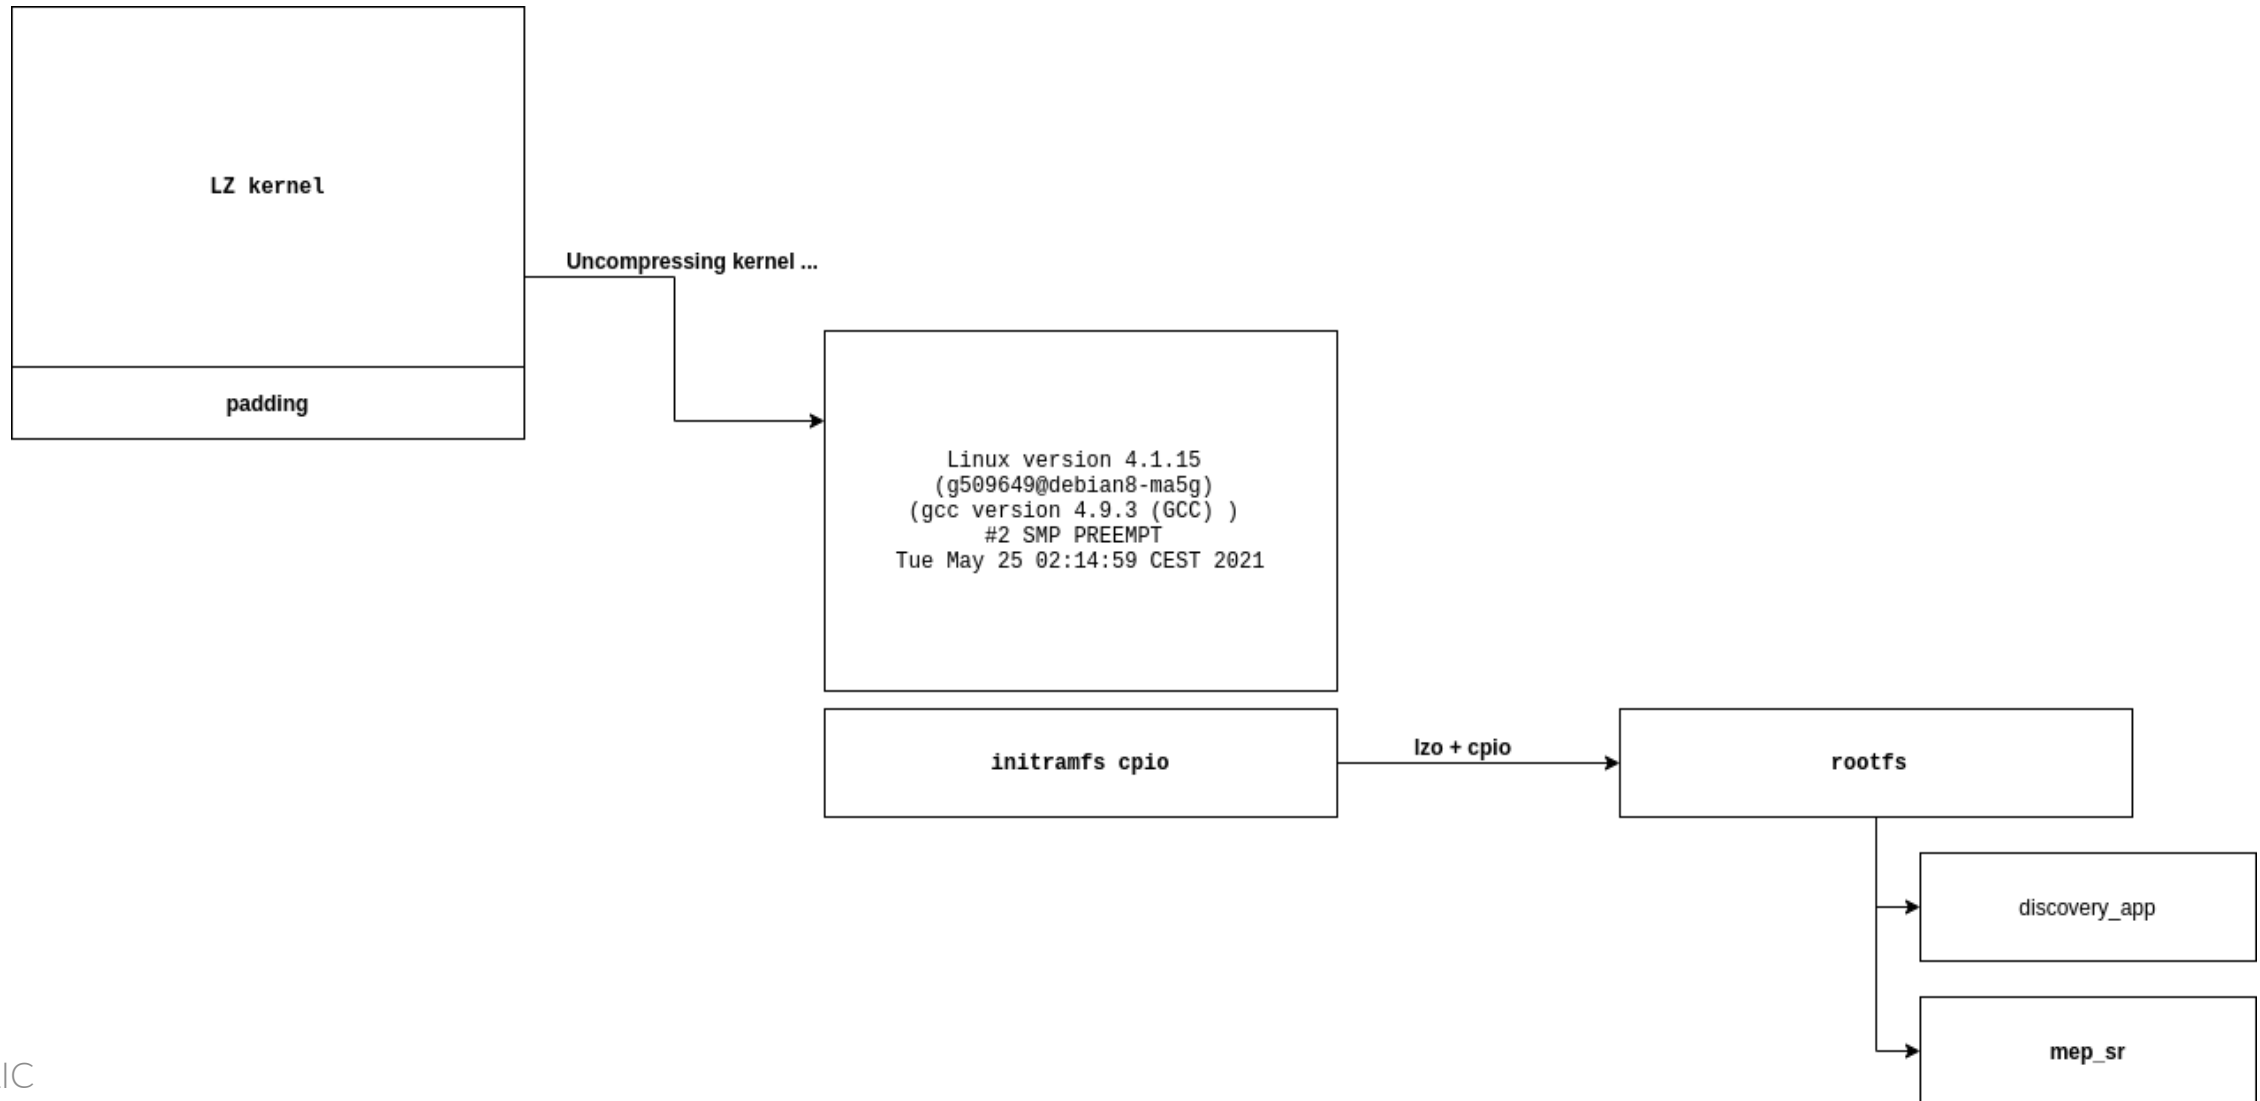 LZ kernel
Uncompressing kernel ...
padding
Linux version 4.1.15
(g509649@debian8-ma5g)
(gcc version 4.9.3 (GCC) )
#2 SMP PREEMPT
Tue May 25 02:14:59 CEST 2021
initramfs cpio
lzo + cpio
rootfs
discovery_app
mep_sr